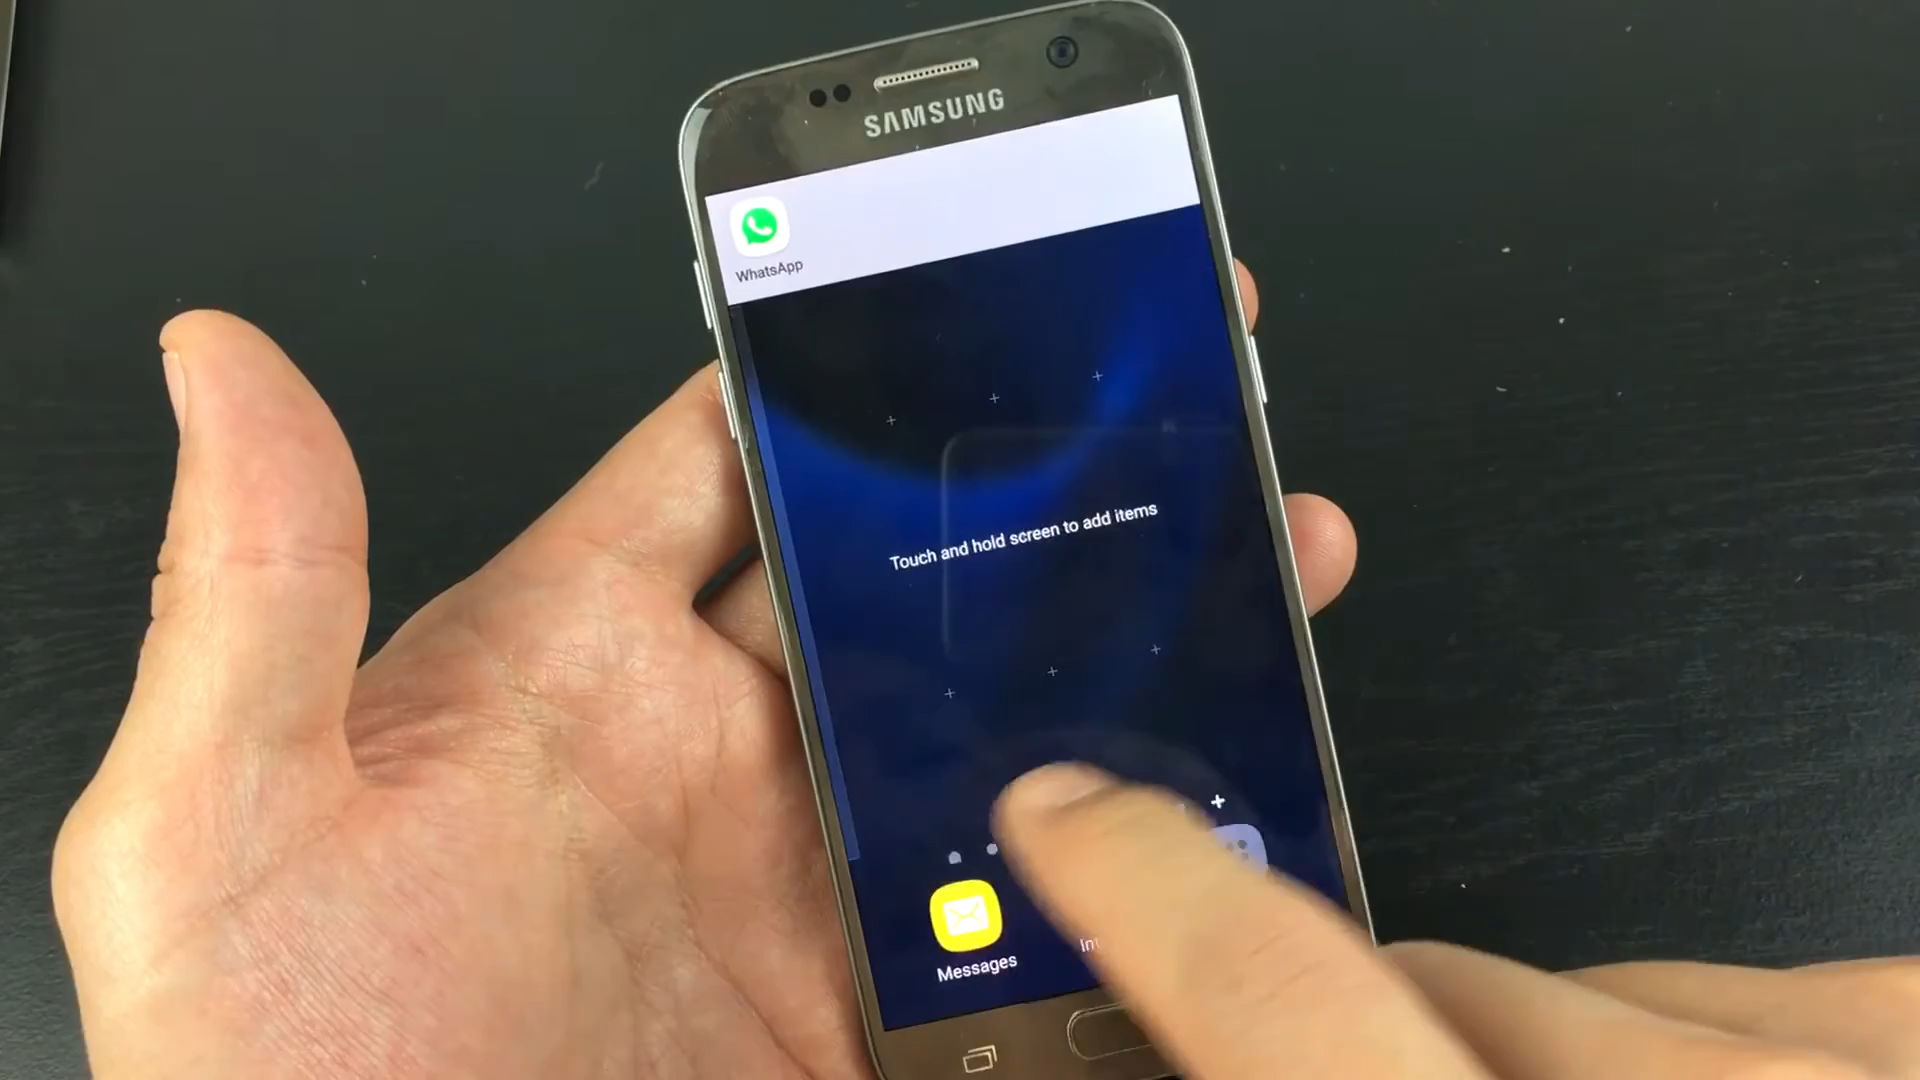 SAMSUNG
WhatsApp
Touch and hold screen to add items
Messages